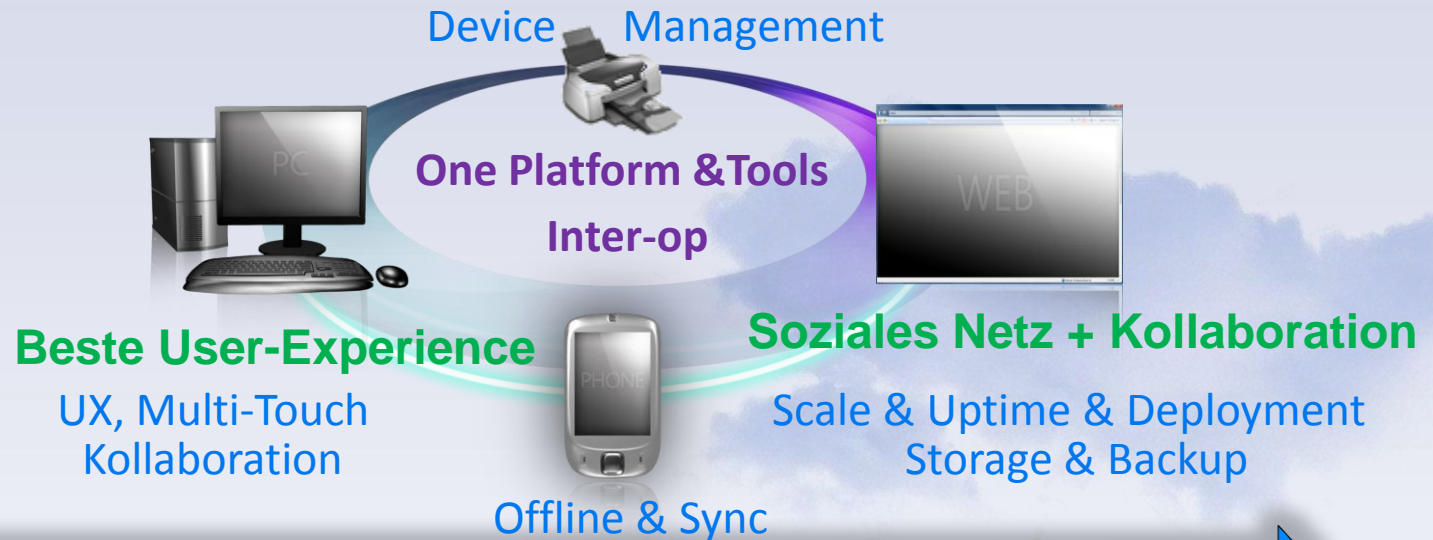 Device Management
PC
One Platform &Tools
WEB
Inter-op
Beste User-Experience
Soziales Netz + Kollaboration
PHONE
UX, Multi-Touch
Kollaboration
Scale & Uptime & Deployment
Storage & Backup
Offline & Sync